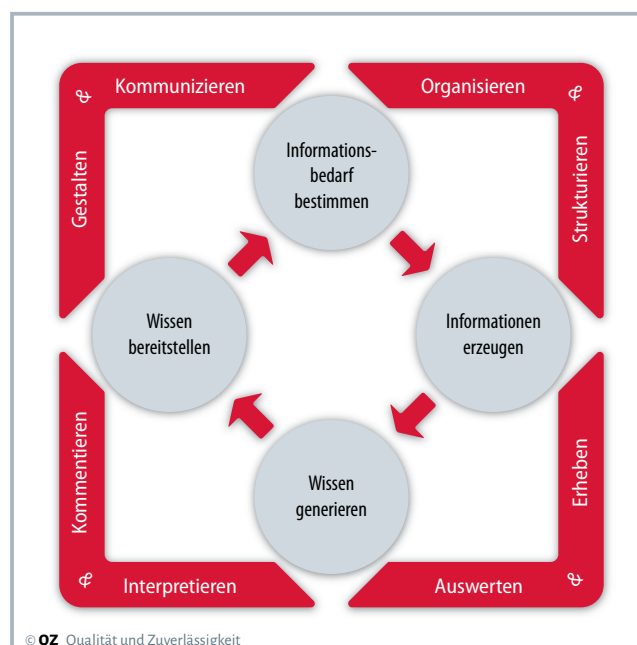 Kommunizieren
&
Gestalten
Organisieren
&
Strukturieren
Informations-
bedarf
bestimmen
Wissen
bereitstellen
Informationen
erzeugen
Wissen
generieren
Kommentieren
&
Interpretieren
Erheben
&
Auswerten
© QZ Qualität und Zuverlässigkeit